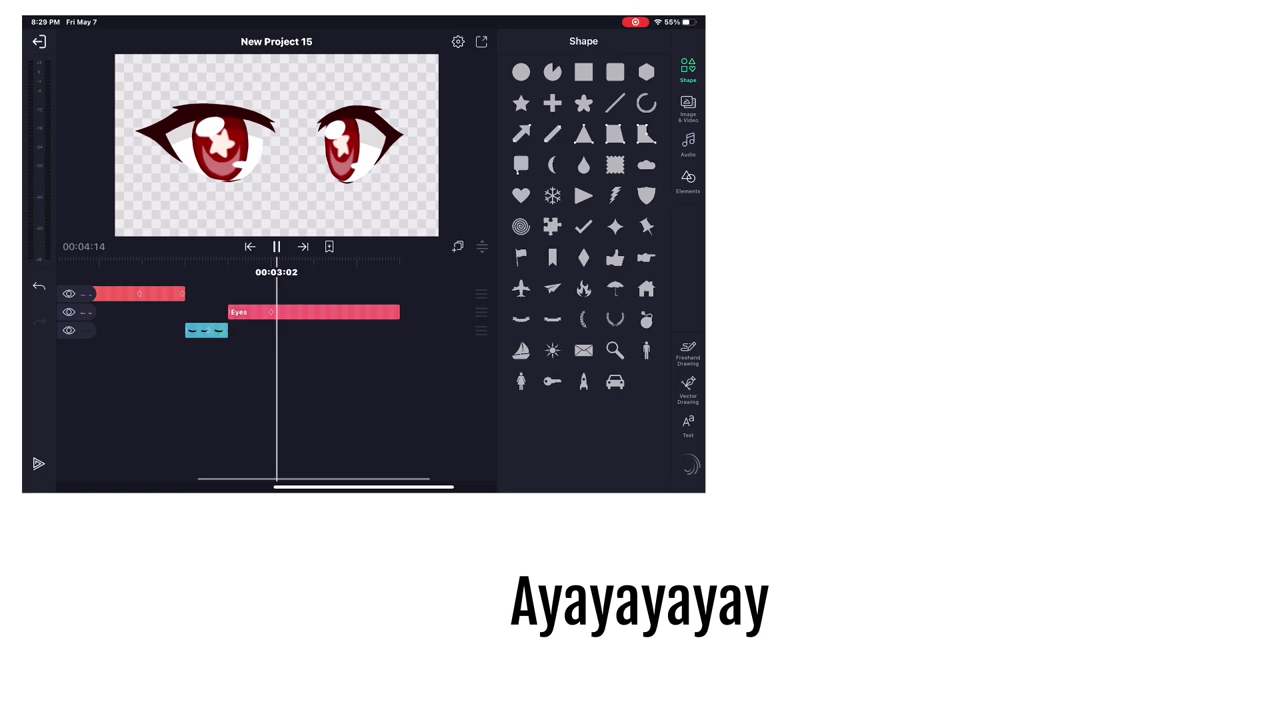 8:29 PM Fri May 7
55%
New Project 15
Shape
Shape
Image & Video
Audio
Elements
00:04:14
00:03:02
Eyes
Freehand Drawing
Vector Drawing
Text
Ayayayayay